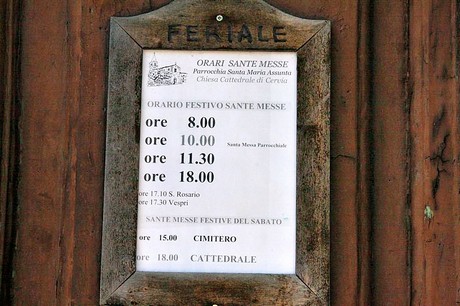 FERIALE
ORARI SANTE MESSE
Parrocchia Santa Maria Assunta
Chiesa Cattedrale di Cervia
ORARIO FESTIVO SANTE MESSE
ore 8.00
ore 10.00 Santa Messa Parrocchiale
ore 11.30
ore 18.00
ore 17.10 S. Rosario
ore 17.30 Vespri
SANTE MESSE FESTIVE DEL SABATO
ore 15.00 CIMITERO
ore 18.00 CATTEDRALE